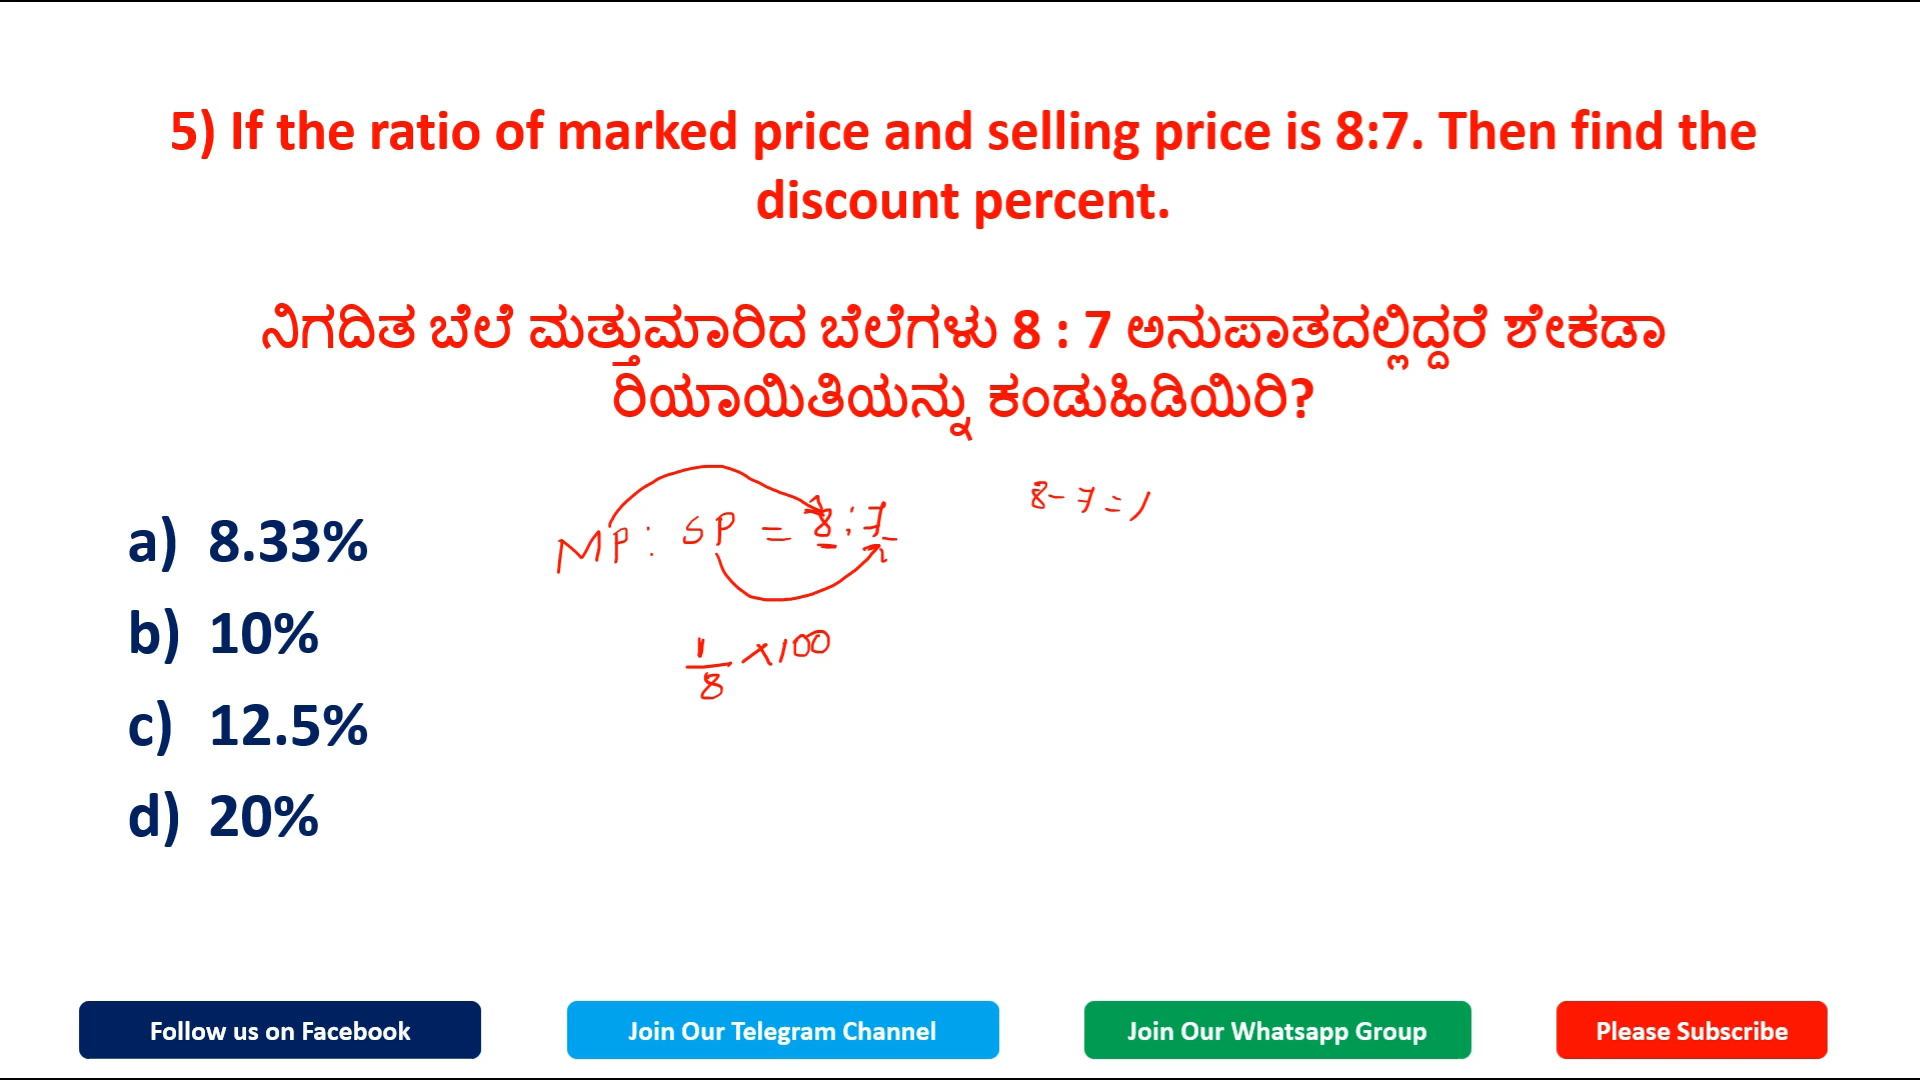 5) If the ratio of marked price and selling price is 8:7. Then find the
discount percent.
ನಿಗದಿತ ಬೆಲೆ ಮತ್ತುಮಾರಿದ ಬೆಲೆಗಳು 8 : 7 ಅನುಪಾತದಲ್ಲಿದ್ದರೆ ಶೇಕಡಾ
ರಿಯಾಯಿತಿಯನ್ನು ಕಂಡುಹಿಡಿಯಿರಿ?
8 - 7 = 1
MP : SP = 8 : 7
1/8 × 100
a) 8.33%
b) 10%
c) 12.5%
d) 20%
Follow us on Facebook
Join Our Telegram Channel
Join Our Whatsapp Group
Please Subscribe